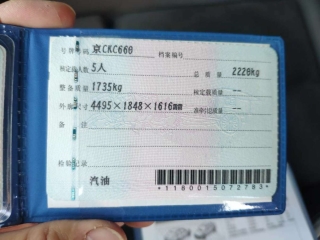 号牌号码 京CKC660 档案编号
核定载人数 5人 总质量 2220kg
整备质量 1735kg 核定载质量 --
外廓尺寸 4495×1848×1616mm 准牵引总质量 --
备注
检验记录
汽油
*1180015072783*